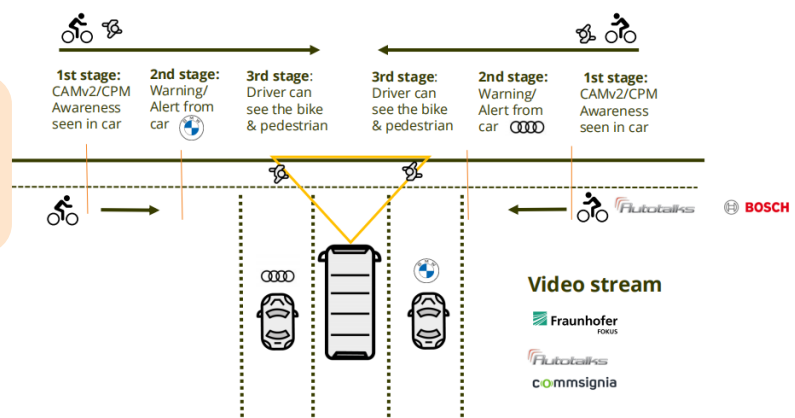 1st stage:
CAMv2/CPM
Awareness
seen in car
2nd stage:
Warning/
Alert from
car
3rd stage:
Driver can
see the bike
& pedestrian
3rd stage:
Driver can
see the bike
& pedestrian
2nd stage:
Warning/
Alert from
car
1st stage:
CAMv2/CPM
Awareness
seen in car
Autotalks
BOSCH
BMW
Video stream
Fraunhofer
FOKUS
Autotalks
commsignia